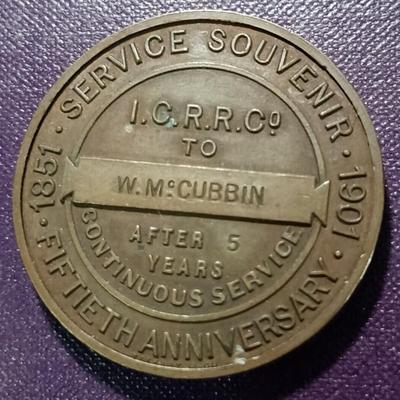 SERVICE SOUVENIR
1851 · 1901
I.C.R.R.Co
TO
W. McCUBBIN
AFTER 5
YEARS
CONTINUOUS SERVICE
FIFTIETH ANNIVERSARY